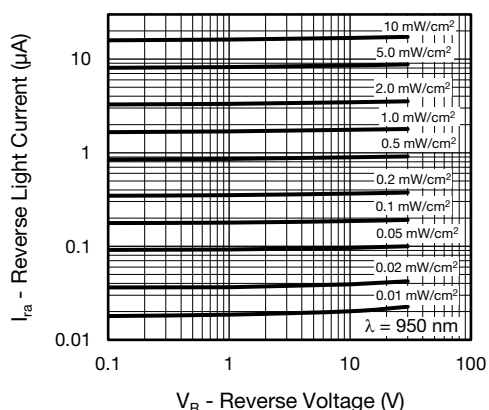 I_ra - Reverse Light Current (μA)
10
1
0.1
0.01
10 mW/cm²
5.0 mW/cm²
2.0 mW/cm²
1.0 mW/cm²
0.5 mW/cm²
0.2 mW/cm²
0.1 mW/cm²
0.05 mW/cm²
0.02 mW/cm²
0.01 mW/cm²
λ = 950 nm
0.1
1
10
100
V_R - Reverse Voltage (V)